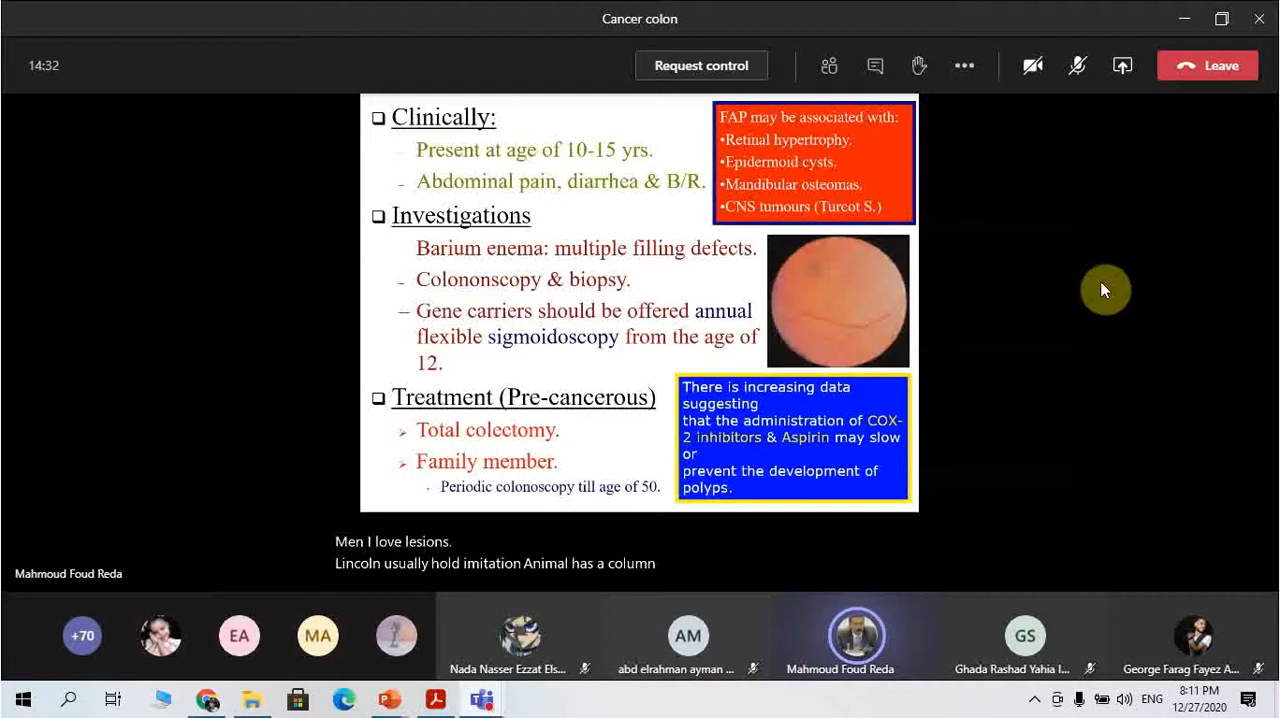 Cancer colon
14:32
Request control
Leave
Clinically:
Present at age of 10-15 yrs.
- Abdominal pain, diarrhea & B/R.
Investigations
Barium enema: multiple filling defects.
- Colononscopy & biopsy.
– Gene carriers should be offered annual
flexible sigmoidoscopy from the age of
12.
Treatment (Pre-cancerous)
Total colectomy.
Family member.
- Periodic colonoscopy till age of 50.
FAP may be associated with:
•Retinal hypertrophy.
•Epidermoid cysts.
•Mandibular osteomas.
•CNS tumours (Turcot S.)
There is increasing data
suggesting
that the administration of COX-
2 inhibitors & Aspirin may slow
or
prevent the development of
polyps.
Men I love lesions.
Lincoln usually hold imitation Animal has a column
Mahmoud Foud Reda
+70
EA
MA
AM
GS
Nada Nasser Ezzat Els...
abd elrahman ayman ...
Mahmoud Foud Reda
Ghada Rashad Yahia I...
George Farag Fayez A...
ENG
8:11 PM
12/27/2020